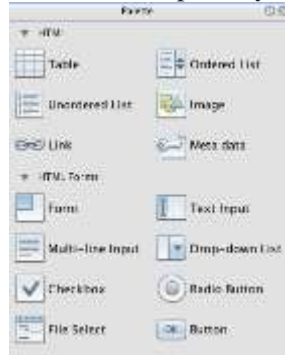 Palette
HTML
Table
Ordered List
Unordered List
Image
Link
Meta data
HTML Forms
Form
Text Input
Multi-line Input
Drop-down List
Checkbox
Radio Button
File Select
OK
Button